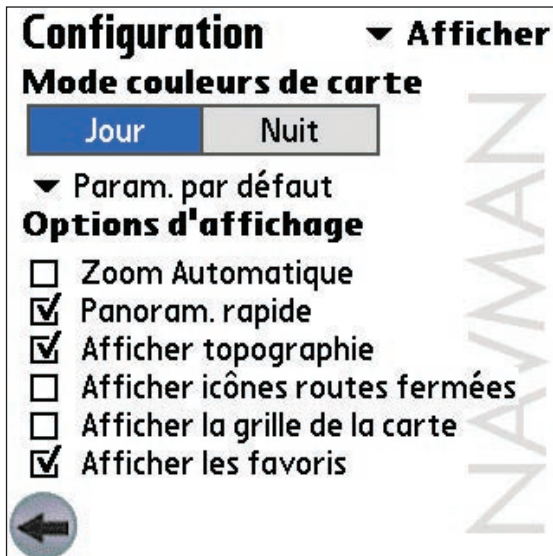 Configuration
Afficher
Mode couleurs de carte
Jour Nuit
Param. par défaut
Options d'affichage
Zoom Automatique
Panoram. rapide
Afficher topographie
Afficher icônes routes fermées
Afficher la grille de la carte
Afficher les favoris
NAVMAN